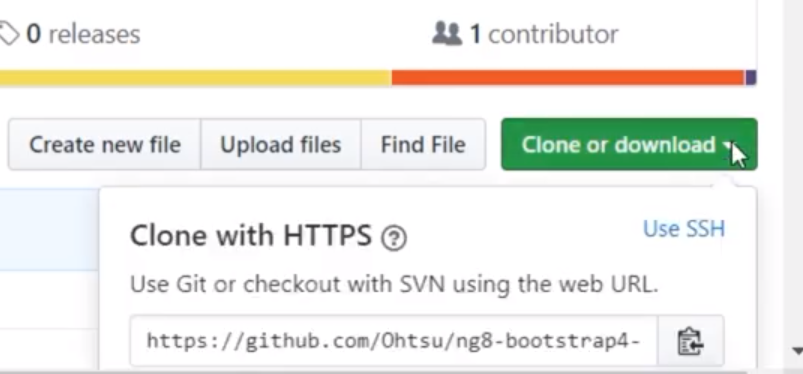 0 releases
1 contributor
Create new file
Upload files
Find File
Clone or download
Clone with HTTPS
Use SSH
Use Git or checkout with SVN using the web URL.
https://github.com/Ohtsu/ng8-bootstrap4-